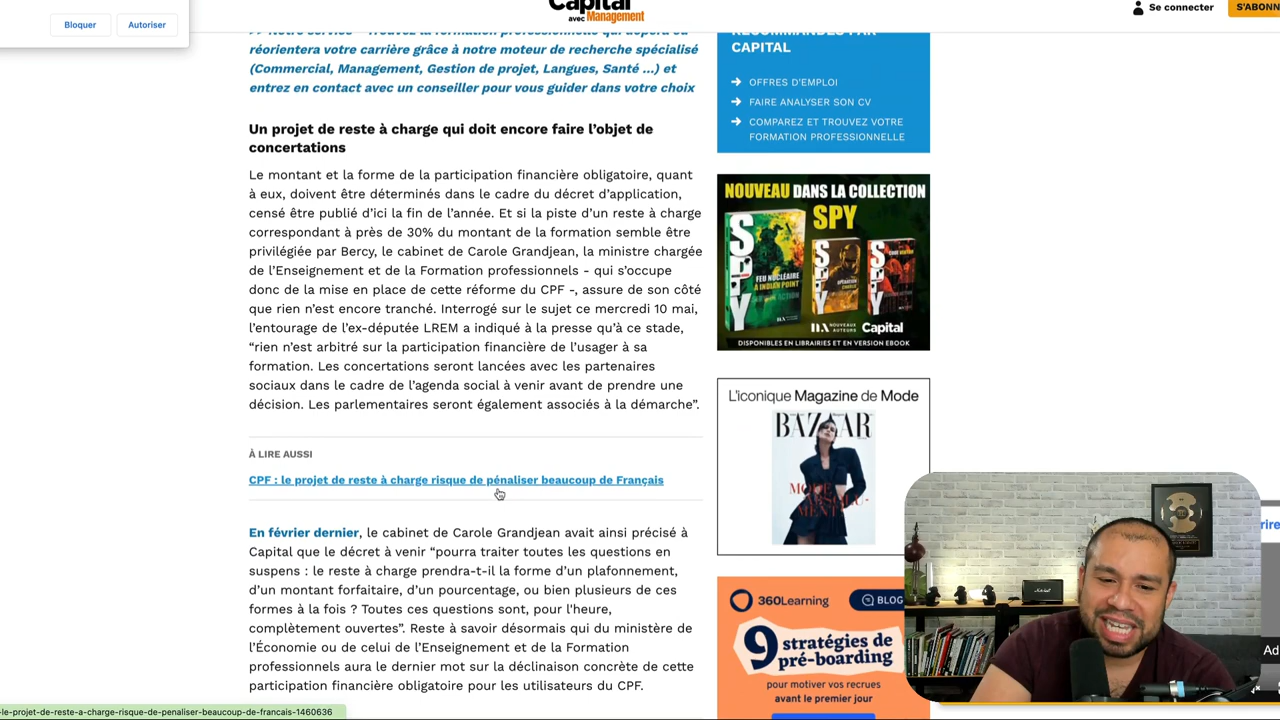 Bloquer
Autoriser
Capital
avec Management
Se connecter
S'ABONN
réorientera votre carrière grâce à notre moteur de recherche spécialisé
(Commercial, Management, Gestion de projet, Langues, Santé ...) et
entrez en contact avec un conseiller pour vous guider dans votre choix
Un projet de reste à charge qui doit encore faire l’objet de
concertations
Le montant et la forme de la participation financière obligatoire, quant
à eux, doivent être déterminés dans le cadre du décret d’application,
censé être publié d’ici la fin de l’année. Et si la piste d’un reste à charge
correspondant à près de 30% du montant de la formation semble être
privilégiée par Bercy, le cabinet de Carole Grandjean, la ministre chargée
de l’Enseignement et de la Formation professionnels - qui s’occupe
donc de la mise en place de cette réforme du CPF -, assure de son côté
que rien n’est encore tranché. Interrogé sur le sujet ce mercredi 10 mai,
l’entourage de l’ex-députée LREM a indiqué à la presse qu’à ce stade,
“rien n’est arbitré sur la participation financière de l’usager à sa
formation. Les concertations seront lancées avec les partenaires
sociaux dans le cadre de l’agenda social à venir avant de prendre une
décision. Les parlementaires seront également associés à la démarche”.
À LIRE AUSSI
CPF : le projet de reste à charge risque de pénaliser beaucoup de Français
En février dernier, le cabinet de Carole Grandjean avait ainsi précisé à
Capital que le décret à venir “pourra traiter toutes les questions en
suspens : le reste à charge prendra-t-il la forme d’un plafonnement,
d’un montant forfaitaire, d’un pourcentage, ou bien plusieurs de ces
formes à la fois ? Toutes ces questions sont, pour l'heure,
complètement ouvertes”. Reste à savoir désormais qui du ministère de
l’Économie ou de celui de l’Enseignement et de la Formation
professionnels aura le dernier mot sur la déclinaison concrète de cette
participation financière obligatoire pour les utilisateurs du CPF.
-le-projet-de-reste-a-charge-risque-de-penaliser-beaucoup-de-francais-1460636
CAPITAL
OFFRES D'EMPLOI
FAIRE ANALYSER SON CV
COMPAREZ ET TROUVEZ VOTRE
FORMATION PROFESSIONNELLE
NOUVEAU DANS LA COLLECTION
SPY
SPY
FEU NUCLÉAIRE
À INDIAN POINT
SPY
SPY
NOUVEAUX
AUTEURS
Capital
DISPONIBLES EN LIBRAIRIES ET EN VERSION EBOOK
L'iconique Magazine de Mode
BAZAAR
360Learning
BLOG
9 stratégies de
pré-boarding
pour motiver vos recrues
avant le premier jour
Marshall
rire
Ad